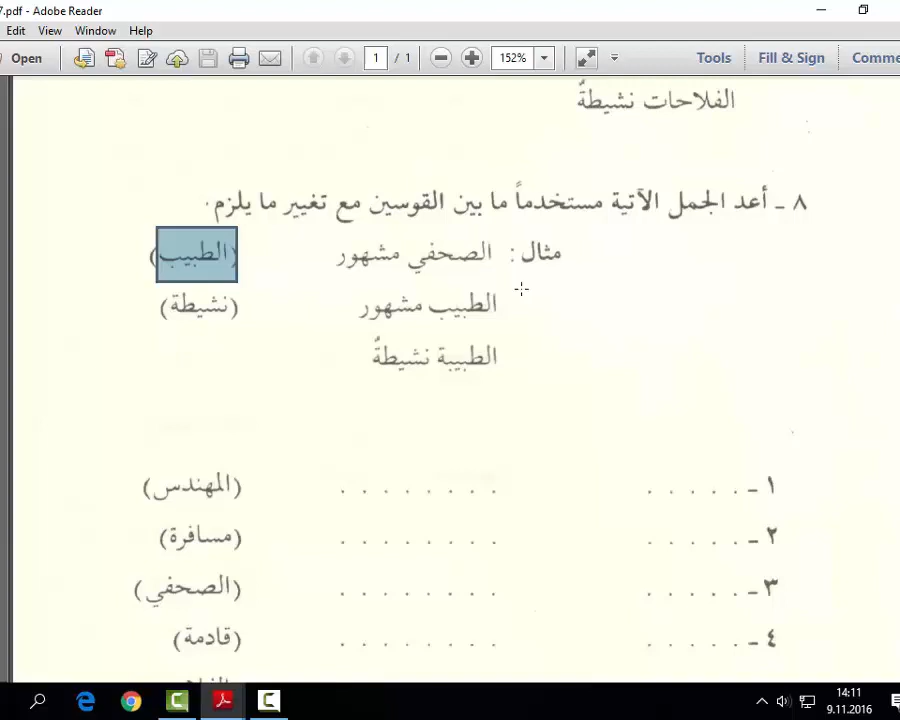 7.pdf - Adobe Reader
Edit View Window Help
Open 1 / 1 152% Tools Fill & Sign Comme
الفلاحات نشيطةٌ
٨ ـ أعد الجمل الآتية مستخدماً ما بين القوسين مع تغيير ما يلزم.
مثال : الصحفي مشهور (الطبيب)
الطبيب مشهور (نشيطة)
الطبيبة نشيطةٌ
١ ـ . . . . . . . . . . . . . (المهندس)
٢ ـ . . . . . . . . . . . . . (مسافرة)
٣ ـ . . . . . . . . . . . . . (الصحفي)
٤ ـ . . . . . . . . . . . . . (قادمة)
14:11
9.11.2016